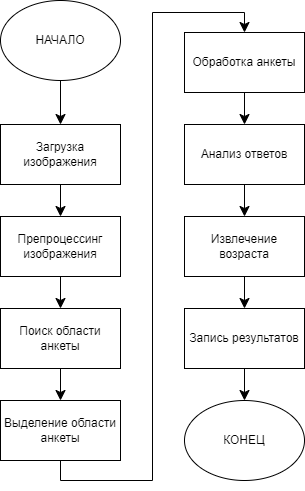 НАЧАЛО
Загрузка
изображения
Препроцессинг
изображения
Поиск области
анкеты
Выделение области
анкеты
Обработка анкеты
Анализ ответов
Извлечение
возраста
Запись результатов
КОНЕЦ